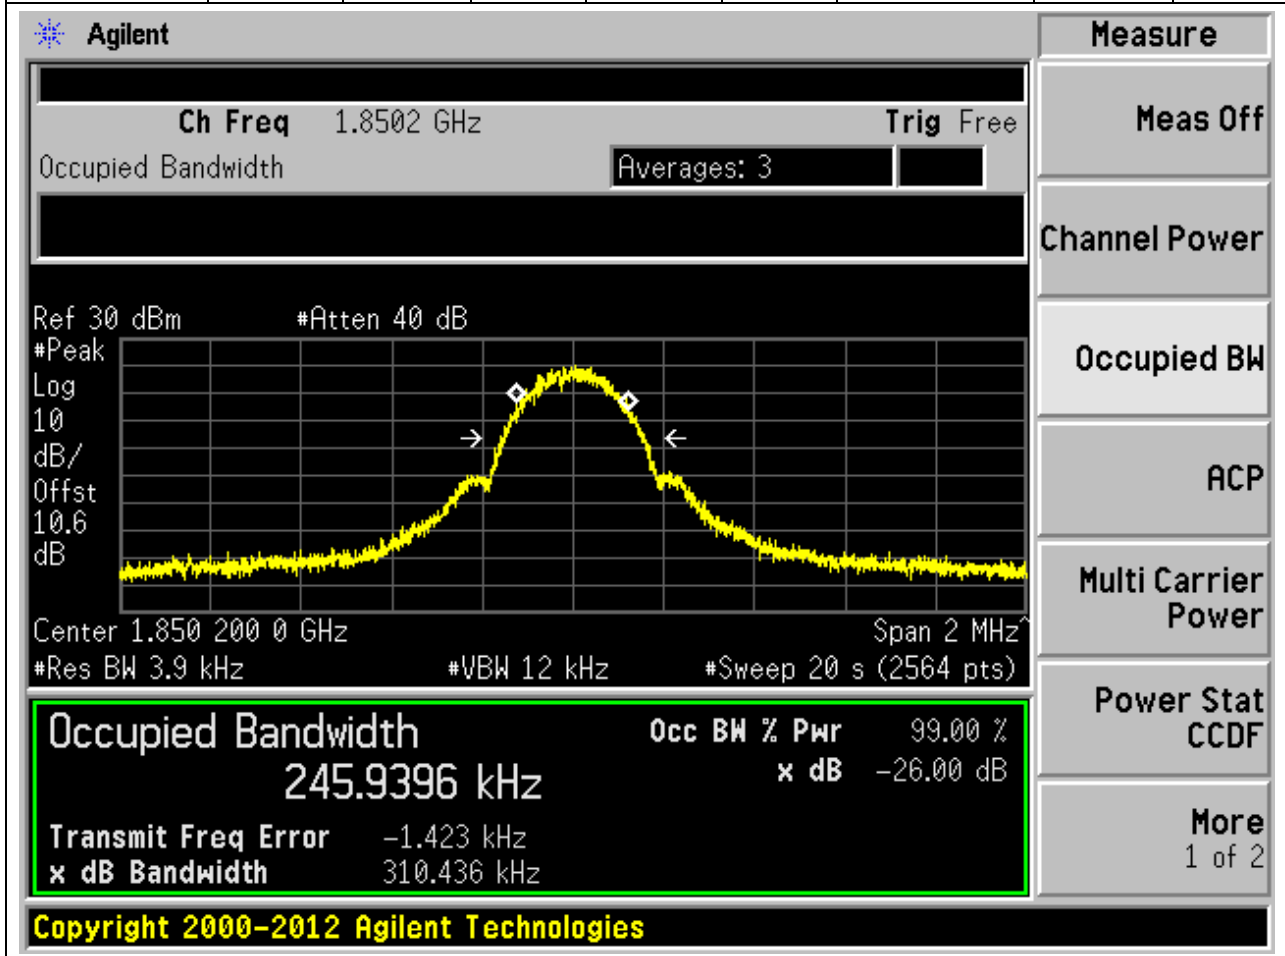 Agilent
Measure
Ch Freq 1.8502 GHz Trig Free
Occupied Bandwidth Averages: 3
Meas Off
Channel Power
Occupied BW
ACP
Multi Carrier
Power
Power Stat
CCDF
More
1 of 2
Ref 30 dBm #Atten 40 dB
#Peak
Log
10
dB/
Offst
10.6
dB
Center 1.850 200 0 GHz Span 2 MHz^
#Res BW 3.9 kHz #VBW 12 kHz #Sweep 20 s (2564 pts)
Occupied Bandwidth Occ BW % Pwr 99.00 %
245.9396 kHz x dB -26.00 dB
Transmit Freq Error -1.423 kHz
x dB Bandwidth 310.436 kHz
Copyright 2000-2012 Agilent Technologies